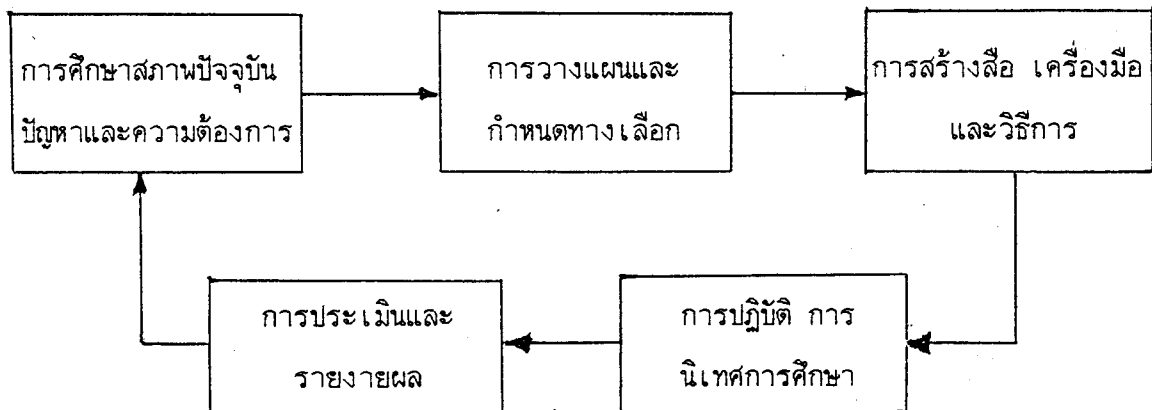 การศึกษาสภาพปัจจุบัน
ปัญหาและความต้องการ
การวางแผนและ
กำหนดทางเลือก
การสร้างสือ เครื่องมือ
และวิธีการ
การประเมินและ
รายงายผล
การปฏิบัติ การ
นิเทศการศึกษา